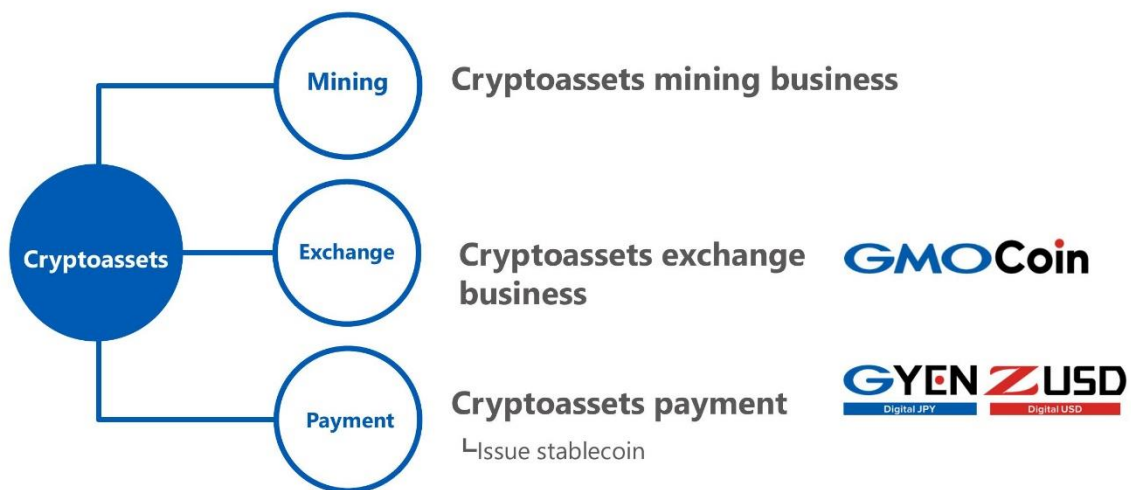 Mining
Cryptoassets mining business
Cryptoassets
Exchange
Cryptoassets exchange
business
GMOCoin
Payment
Cryptoassets payment
┗Issue stablecoin
GYEN ZUSD
Digital JPY Digital USD